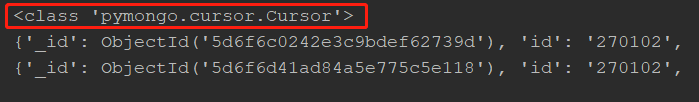 <class 'pymongo.cursor.Cursor'>
{'_id': ObjectId('5d6f6c0242e3c9bdef62739d'), 'id': '270102',
{'_id': ObjectId('5d6f6d41ad84a5e775c5e118'), 'id': '270102',